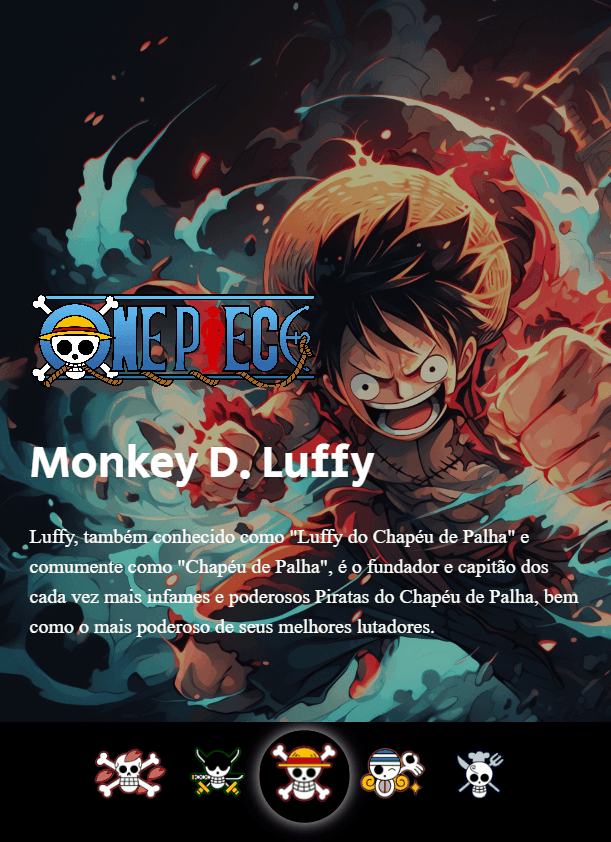 ONE PIECE
Monkey D. Luffy
Luffy, também conhecido como "Luffy do Chapéu de Palha" e
comumente como "Chapéu de Palha", é o fundador e capitão dos
cada vez mais infames e poderosos Piratas do Chapéu de Palha, bem
como o mais poderoso de seus melhores lutadores.